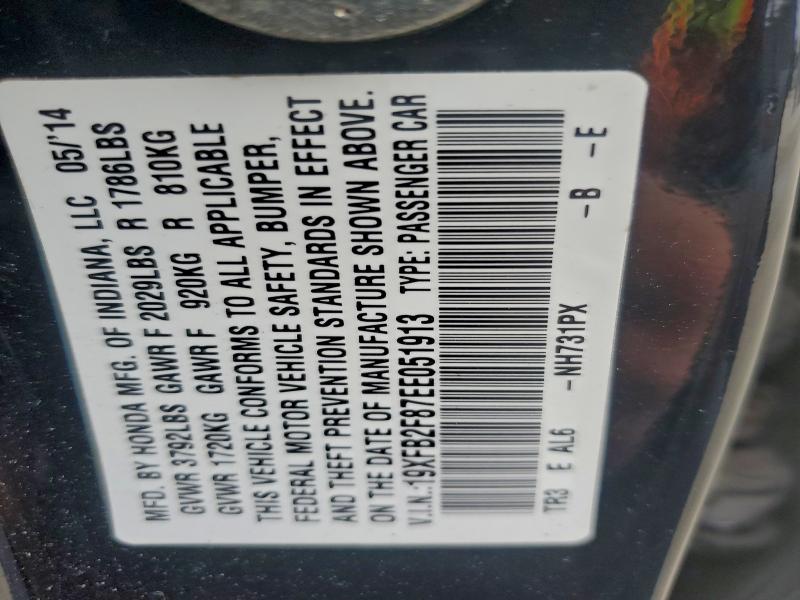 MFD. BY HONDA MFG. OF INDIANA, LLC 05/'14
GVWR 3792LBS GAWR F 2029LBS R 1786LBS
GVWR 1720KG GAWR F 920KG R 810KG
THIS VEHICLE CONFORMS TO ALL APPLICABLE
FEDERAL MOTOR VEHICLE SAFETY, BUMPER,
AND THEFT PREVENTION STANDARDS IN EFFECT
ON THE DATE OF MANUFACTURE SHOWN ABOVE.
V.I.N.:19XFB2F87EE051913 TYPE: PASSENGER CAR
TR3 E AL6 -NH731PX -B -E